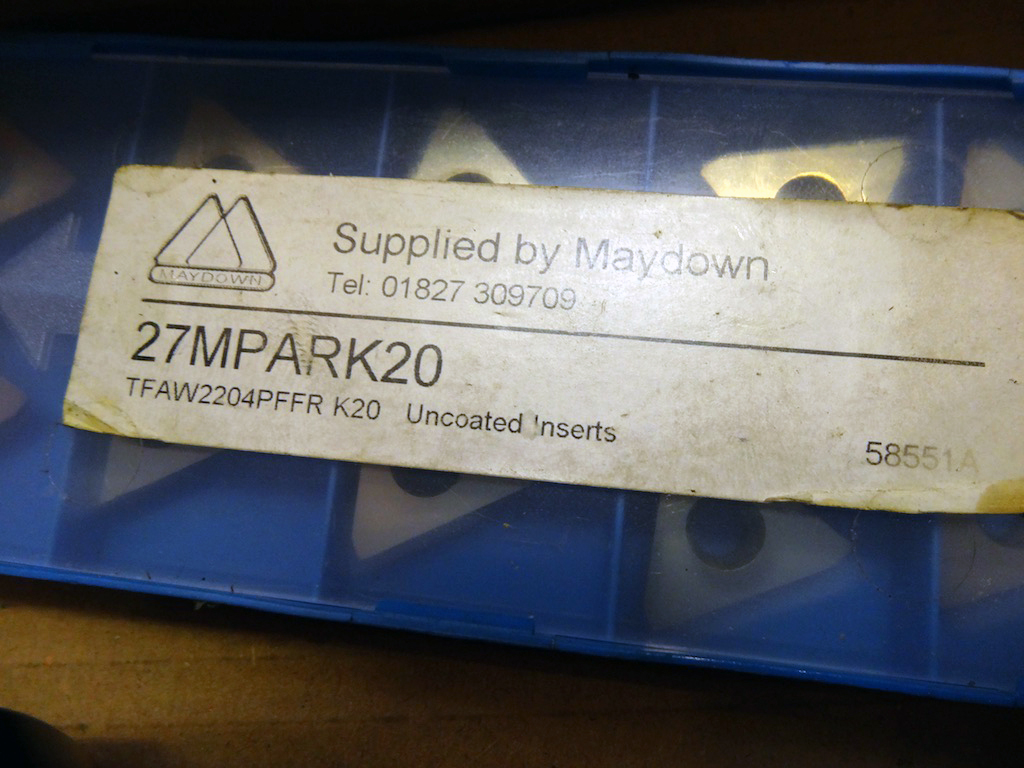 MAYDOWN
Supplied by Maydown
Tel: 01827 309709
27MPARK20
TFAW2204PFFR K20 Uncoated Inserts
58551A